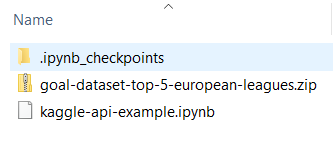 Name
.ipynb_checkpoints
goal-dataset-top-5-european-leagues.zip
kaggle-api-example.ipynb